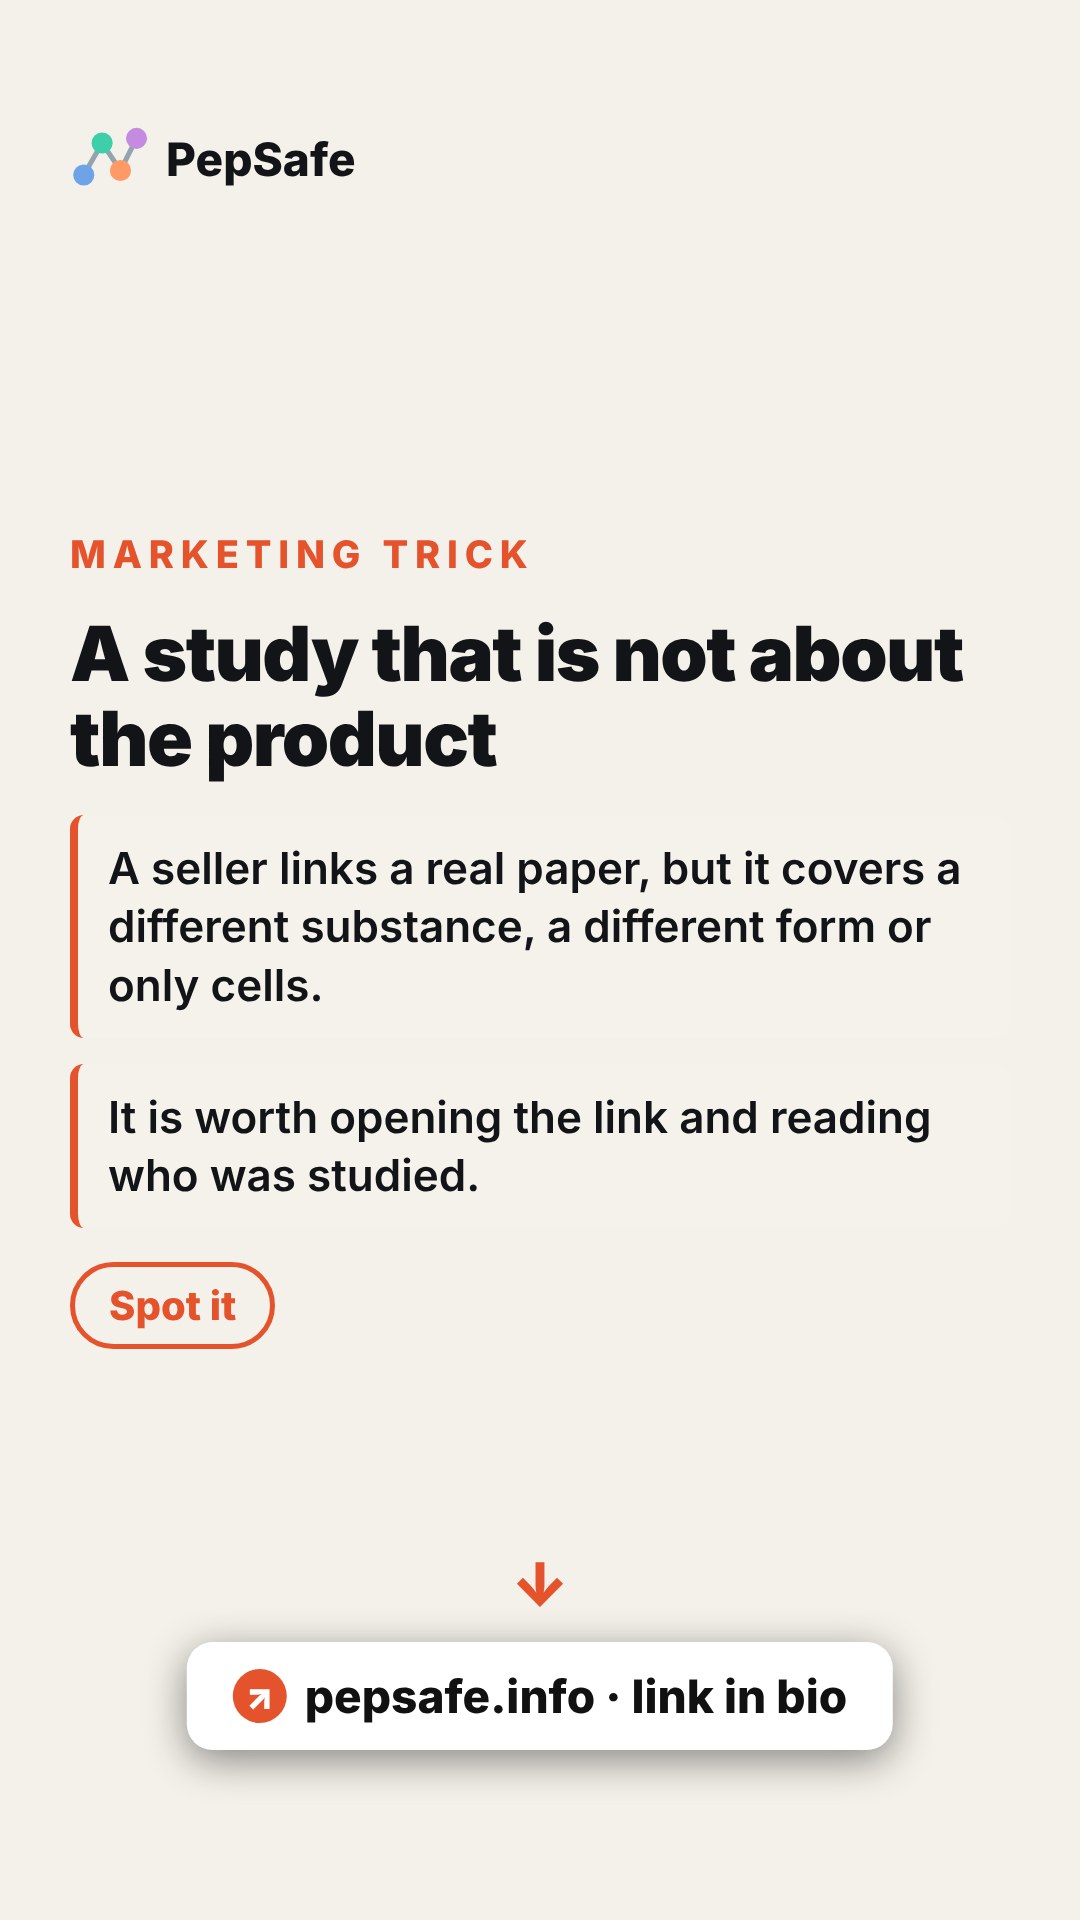 PepSafe
MARKETING TRICK
A study that is not about
the product
A seller links a real paper, but it covers a
different substance, a different form or
only cells.
It is worth opening the link and reading
who was studied.
Spot it
pepsafe.info · link in bio